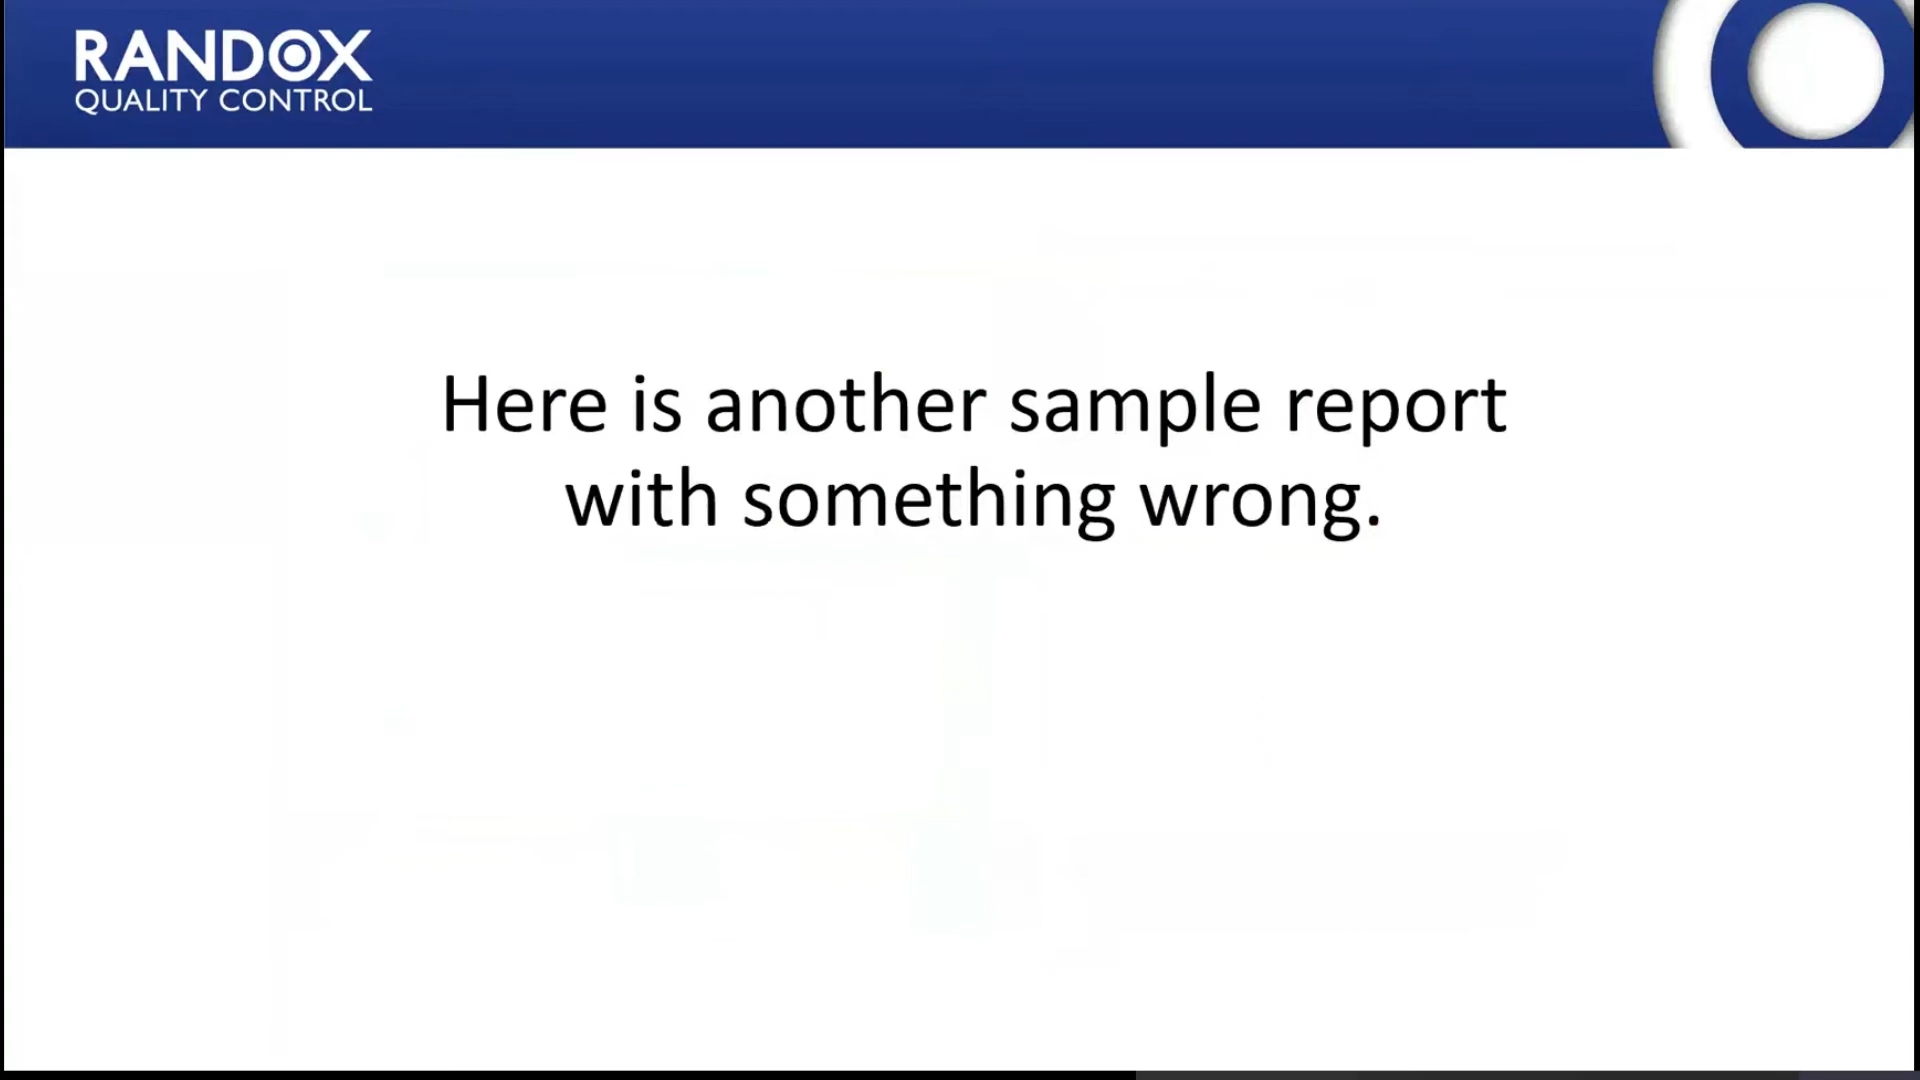 RANDOX
QUALITY CONTROL
Here is another sample report
with something wrong.